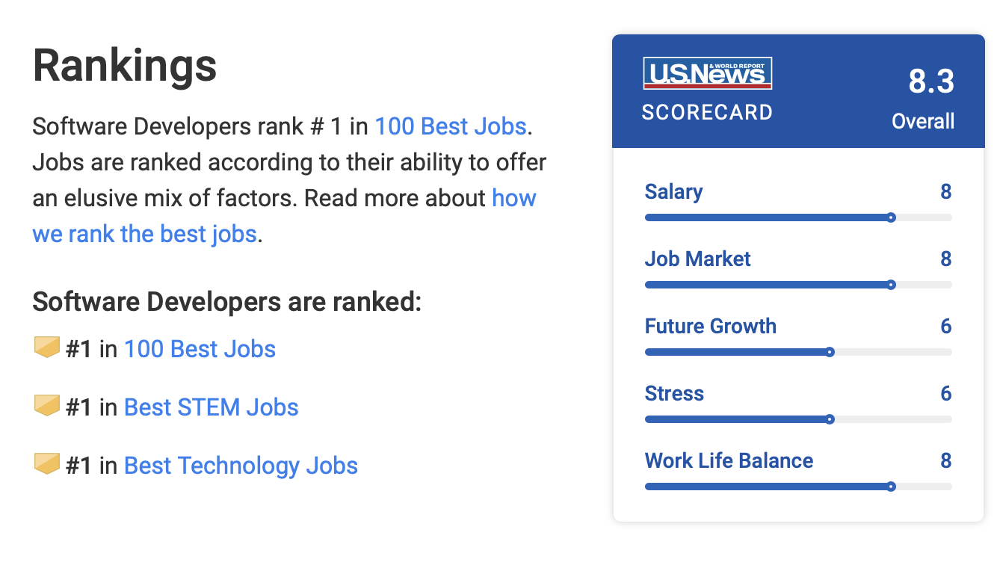 Rankings
Software Developers rank # 1 in 100 Best Jobs.
Jobs are ranked according to their ability to offer
an elusive mix of factors. Read more about how
we rank the best jobs.
Software Developers are ranked:
#1 in 100 Best Jobs
#1 in Best STEM Jobs
#1 in Best Technology Jobs
U.S.News & WORLD REPORT
SCORECARD
8.3
Overall
Salary 8
Job Market 8
Future Growth 6
Stress 6
Work Life Balance 8